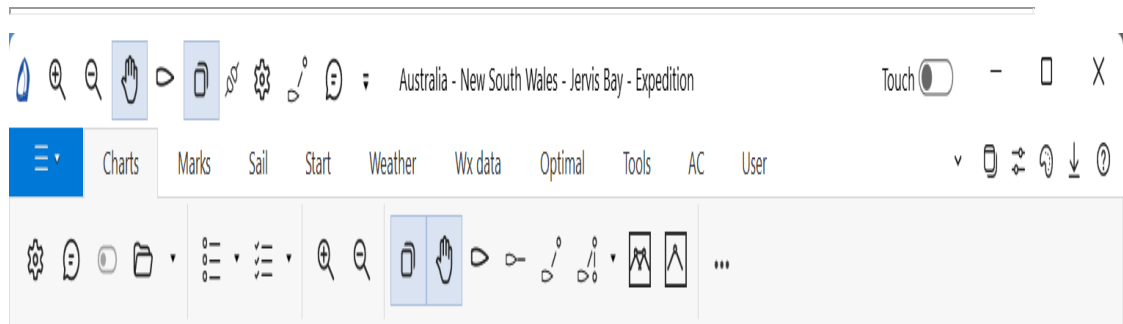 Australia - New South Wales - Jervis Bay - Expedition Touch
Charts Marks Sail Start Weather Wx data Optimal Tools AC User